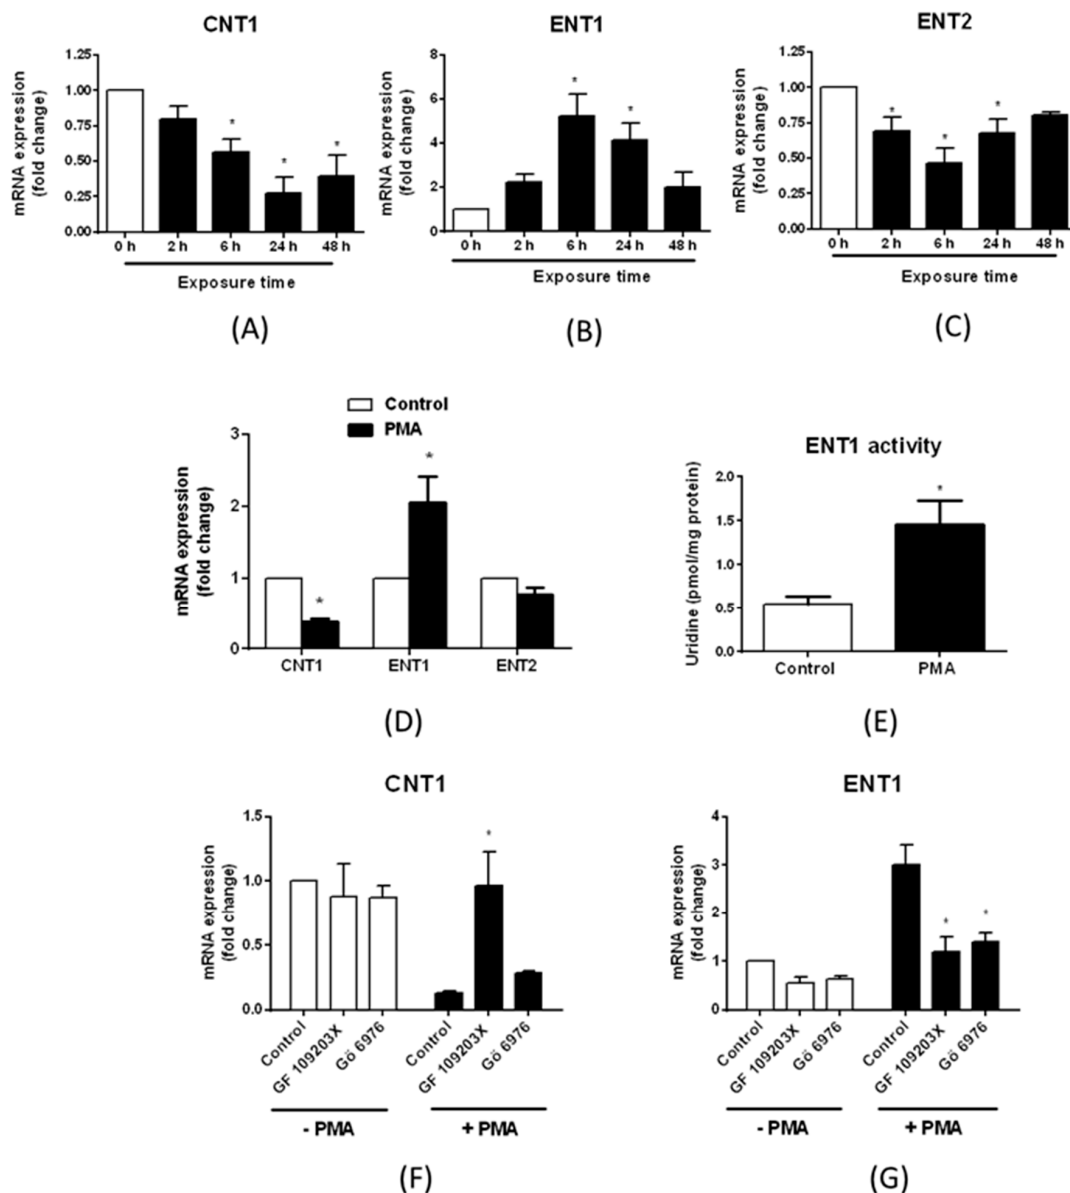 CNT1
ENT1
ENT2
mRNA expression
(fold change)
1.25
1.00
0.75
0.50
0.25
0.00
*
*
*
0 h 2 h 6 h 24 h 48 h
Exposure time
(A)
mRNA expression
(fold change)
8
6
4
2
0
*
*
0 h 2 h 6 h 24 h 48 h
Exposure time
(B)
mRNA expression
(fold change)
1.25
1.00
0.75
0.50
0.25
0.00
*
*
*
0 h 2 h 6 h 24 h 48 h
Exposure time
(C)
Control
PMA
mRNA expression
(fold change)
3
2
1
0
*
*
CNT1 ENT1 ENT2
(D)
ENT1 activity
Uridine (pmol/mg protein)
2.0
1.5
1.0
0.5
0.0
*
Control PMA
(E)
CNT1
mRNA expression
(fold change)
1.5
1.0
0.5
0.0
*
Control GF 109203X Gö 6976 Control GF 109203X Gö 6976
- PMA + PMA
(F)
ENT1
mRNA expression
(fold change)
4
3
2
1
0
*
*
Control GF 109203X Gö 6976 Control GF 109203X Gö 6976
- PMA + PMA
(G)